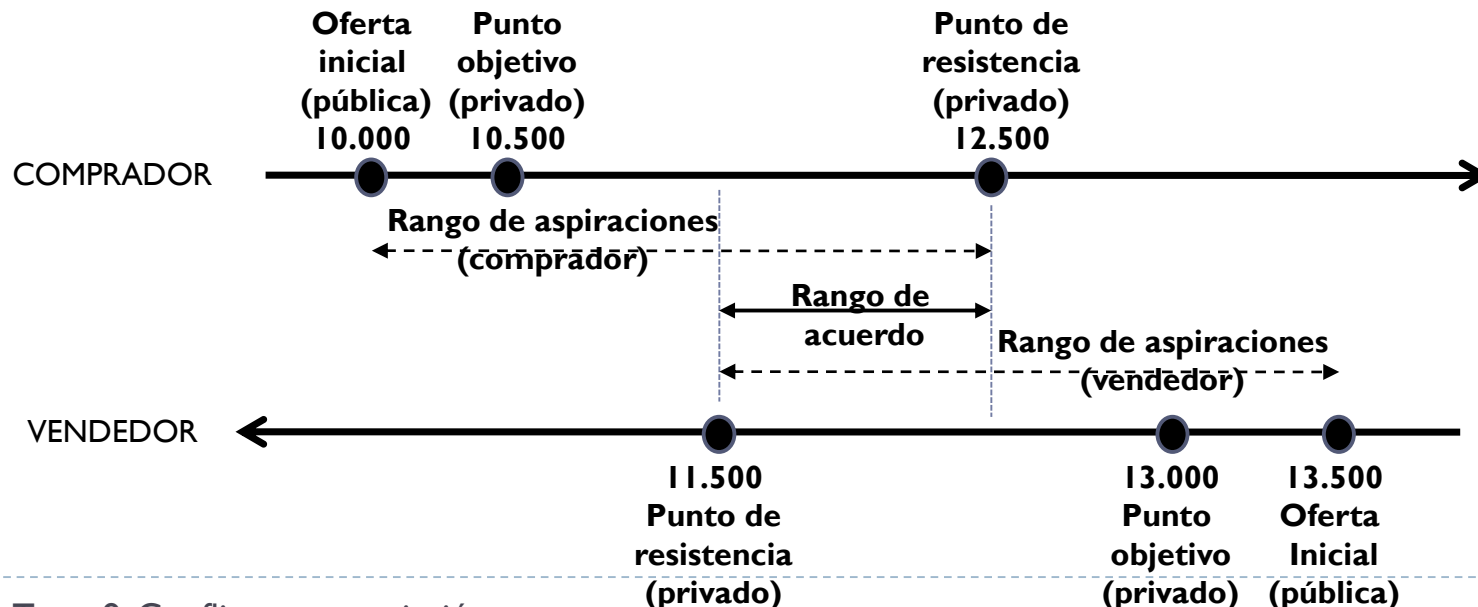 Oferta
inicial
(pública)
10.000
Punto
objetivo
(privado)
10.500
Punto de
resistencia
(privado)
12.500
COMPRADOR
Rango de aspiraciones
(comprador)
Rango de
acuerdo
Rango de aspiraciones
(vendedor)
VENDEDOR
11.500
Punto de
resistencia
(privado)
13.000
Punto
objetivo
(privado)
13.500
Oferta
Inicial
(pública)